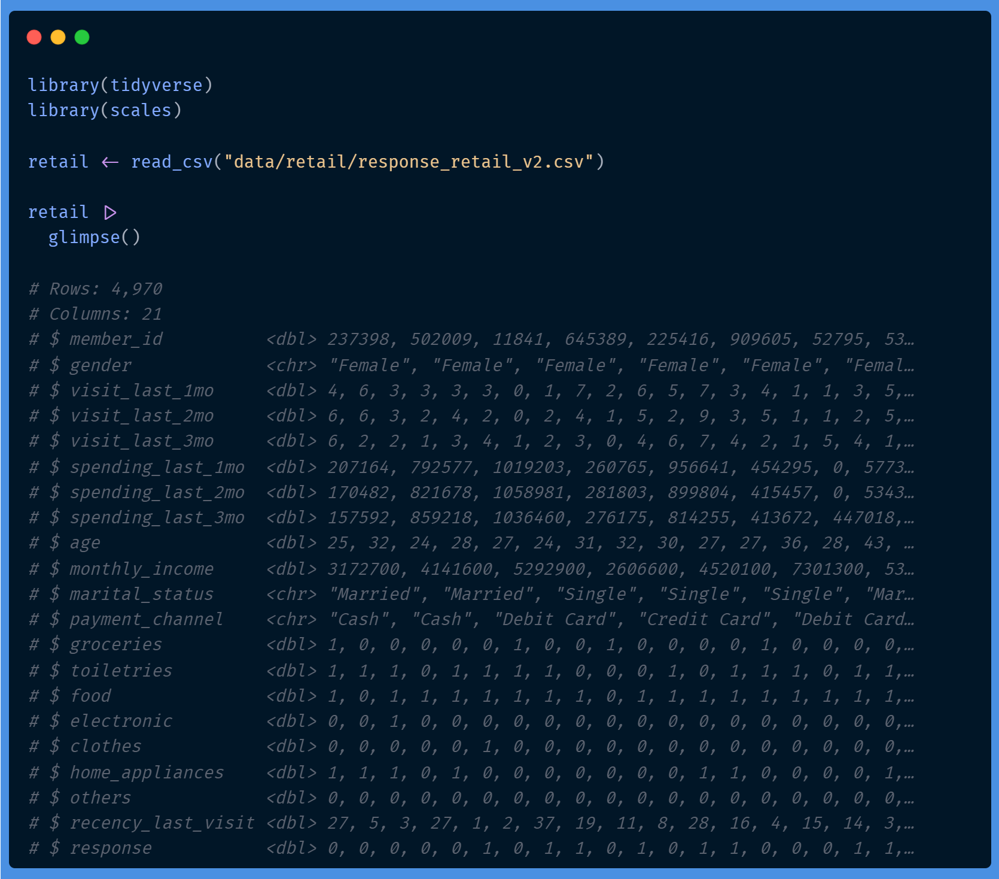 library(tidyverse)
library(scales)
retail <- read_csv("data/retail/response_retail_v2.csv")
retail |>
  glimpse()
# Rows: 4,970
# Columns: 21
# $ member_id          <dbl> 237398, 502009, 11841, 645389, 225416, 909605, 52795, 53…
# $ gender             <chr> "Female", "Female", "Female", "Female", "Female", "Femal…
# $ visit_last_1mo     <dbl> 4, 6, 3, 3, 3, 3, 0, 1, 7, 2, 6, 5, 7, 3, 4, 1, 1, 3, 5,…
# $ visit_last_2mo     <dbl> 6, 6, 3, 2, 4, 2, 0, 2, 4, 1, 5, 2, 9, 3, 5, 1, 1, 2, 5,…
# $ visit_last_3mo     <dbl> 6, 2, 2, 1, 3, 4, 1, 2, 3, 0, 4, 6, 7, 4, 2, 1, 5, 4, 1,…
# $ spending_last_1mo  <dbl> 207164, 792577, 1019203, 260765, 956641, 454295, 0, 5773…
# $ spending_last_2mo  <dbl> 170482, 821678, 1058981, 281803, 899804, 415457, 0, 5343…
# $ spending_last_3mo  <dbl> 157592, 859218, 1036460, 276175, 814255, 413672, 447018,…
# $ age                <dbl> 25, 32, 24, 28, 27, 24, 31, 32, 30, 27, 27, 36, 28, 43, …
# $ monthly_income     <dbl> 3172700, 4141600, 5292900, 2606600, 4520100, 7301300, 53…
# $ marital_status     <chr> "Married", "Married", "Single", "Single", "Single", "Mar…
# $ payment_channel    <chr> "Cash", "Cash", "Debit Card", "Credit Card", "Debit Card…
# $ groceries          <dbl> 1, 0, 0, 0, 0, 0, 1, 0, 0, 1, 0, 0, 0, 0, 1, 0, 0, 0, 0,…
# $ toiletries         <dbl> 1, 1, 1, 0, 1, 1, 1, 1, 0, 0, 0, 1, 0, 1, 1, 1, 0, 1, 1,…
# $ food               <dbl> 1, 0, 1, 1, 1, 1, 1, 1, 1, 0, 1, 1, 1, 1, 1, 1, 1, 1, 1,…
# $ electronic         <dbl> 0, 0, 1, 0, 0, 0, 0, 0, 0, 0, 0, 0, 0, 0, 0, 0, 0, 0, 0,…
# $ clothes            <dbl> 0, 0, 0, 0, 0, 1, 0, 0, 0, 0, 0, 0, 0, 0, 0, 0, 0, 0, 0,…
# $ home_appliances    <dbl> 1, 1, 1, 0, 1, 0, 0, 0, 0, 0, 0, 0, 1, 1, 0, 0, 0, 0, 1,…
# $ others             <dbl> 0, 0, 0, 0, 0, 0, 0, 0, 0, 0, 0, 0, 0, 0, 0, 0, 0, 0, 0,…
# $ recency_last_visit <dbl> 27, 5, 3, 27, 1, 2, 37, 19, 11, 8, 28, 16, 4, 15, 14, 3,…
# $ response           <dbl> 0, 0, 0, 0, 0, 1, 0, 1, 1, 0, 1, 0, 1, 1, 0, 0, 0, 1, 1,…